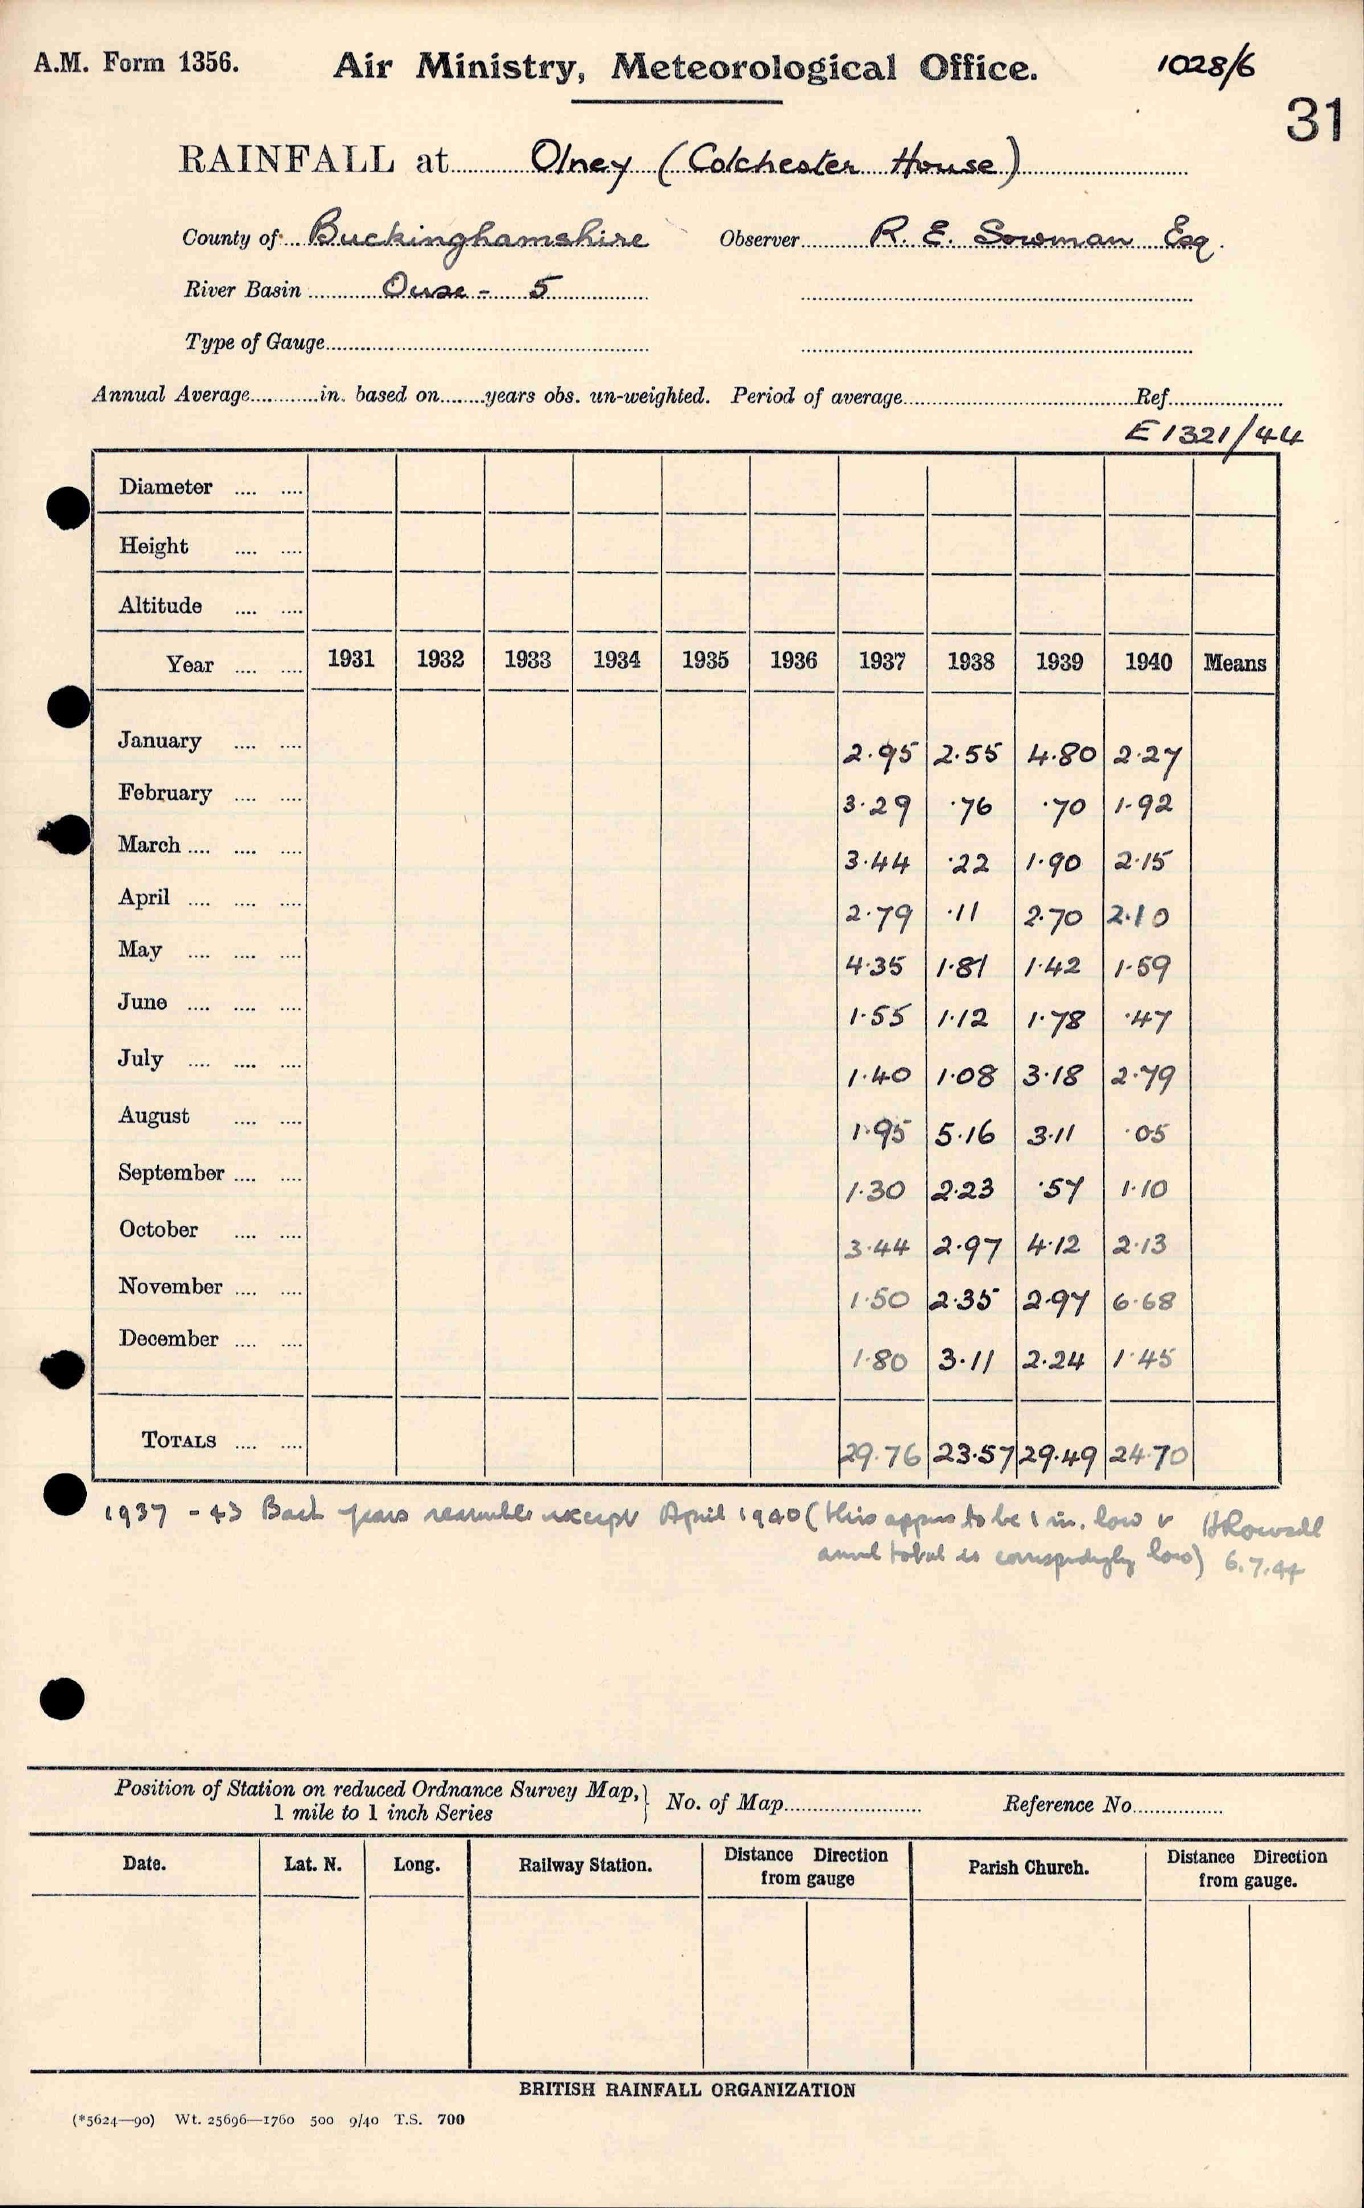 A.M. Form 1356. Air Ministry, Meteorological Office. 1028/6
31
RAINFALL at Olney (Colchester House)
County of Buckinghamshire Observer R. E. Sowman Esq.
River Basin Ouse - 5
Type of Gauge
Annual Average in. based on years obs. un-weighted. Period of average Ref
E1321/44
Diameter
Height
Altitude
Year 1931 1932 1933 1934 1935 1936 1937 1938 1939 1940 Means
January 2.95 2.55 4.80 2.27
February 3.29 .76 .70 1.92
March 3.44 .22 1.90 2.15
April 2.79 .11 2.70 2.10
May 4.35 1.81 1.42 1.59
June 1.55 1.12 1.78 .47
July 1.40 1.08 3.18 2.79
August 1.95 5.16 3.11 .05
September 1.30 2.23 .57 1.10
October 3.44 2.97 4.12 2.13
November 1.50 2.35 2.97 6.68
December 1.80 3.11 2.24 1.45
TOTALS 29.76 23.57 29.49 24.70
1937 - 43 Back years except April 1940 (this appears to be 1 in. low &
annual total is correspondingly low) 6.7.44
Position of Station on reduced Ordnance Survey Map, } No. of Map Reference No
1 mile to 1 inch Series
Date. Lat. N. Long. Railway Station. Distance Direction from gauge Parish Church. Distance Direction from gauge.
BRITISH RAINFALL ORGANIZATION
(*5624—90) Wt. 25696—1760 500 9/40 T.S. 700